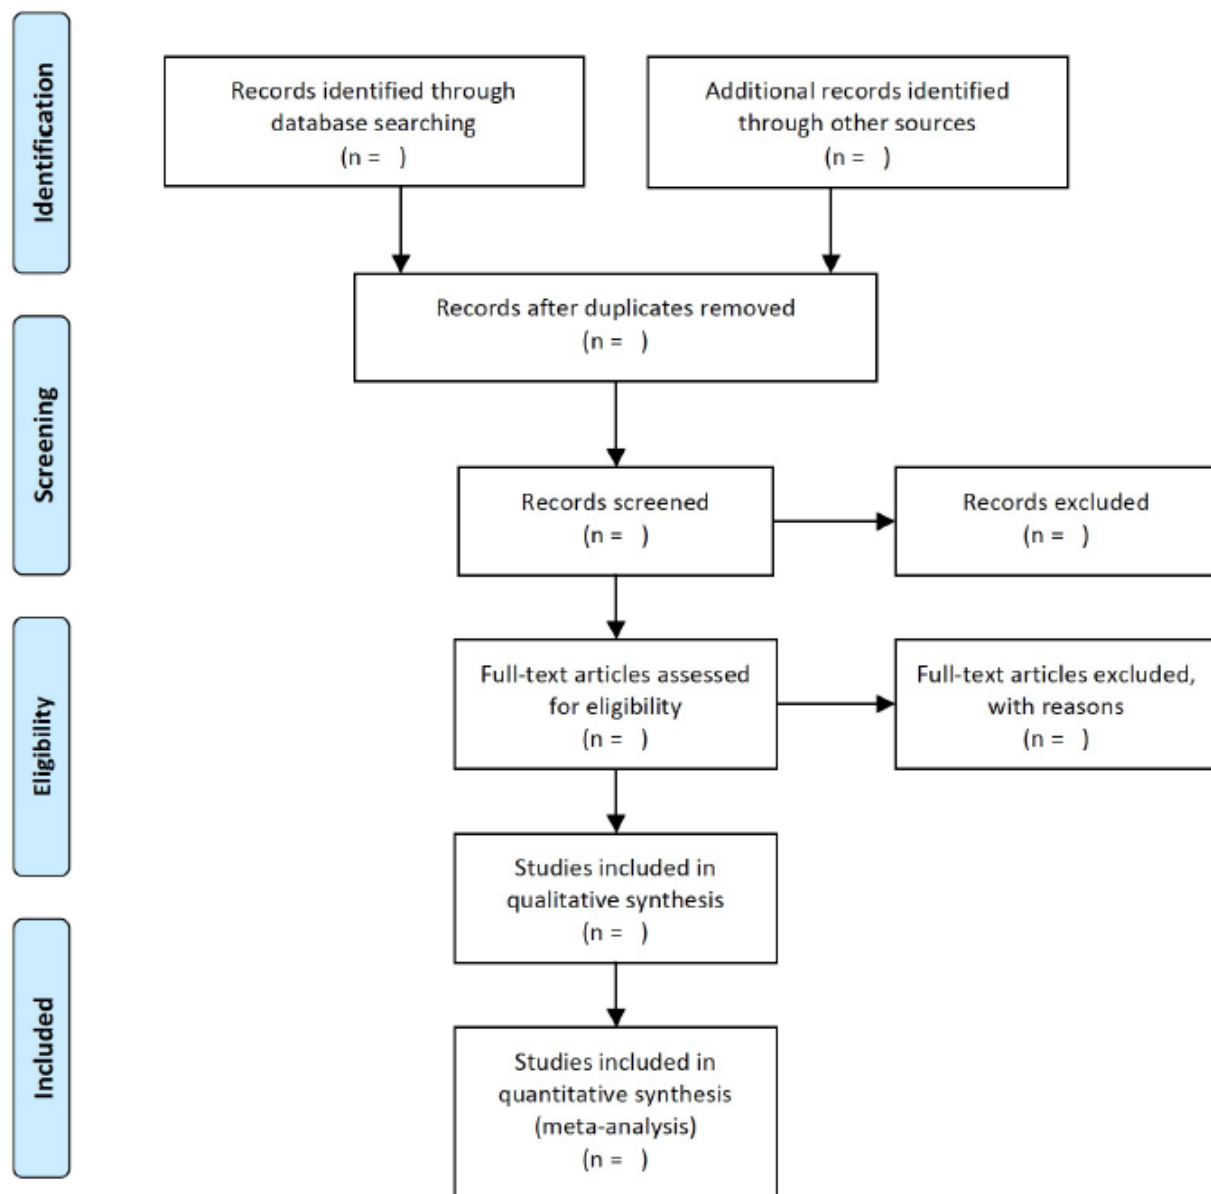 Identification
Records identified through
database searching
(n =   )
Additional records identified
through other sources
(n =   )
Records after duplicates removed
(n =   )
Screening
Records screened
(n =   )
Records excluded
(n =   )
Eligibility
Full-text articles assessed
for eligibility
(n =   )
Full-text articles excluded,
with reasons
(n =   )
Studies included in
qualitative synthesis
(n =   )
Included
Studies included in
quantitative synthesis
(meta-analysis)
(n =   )